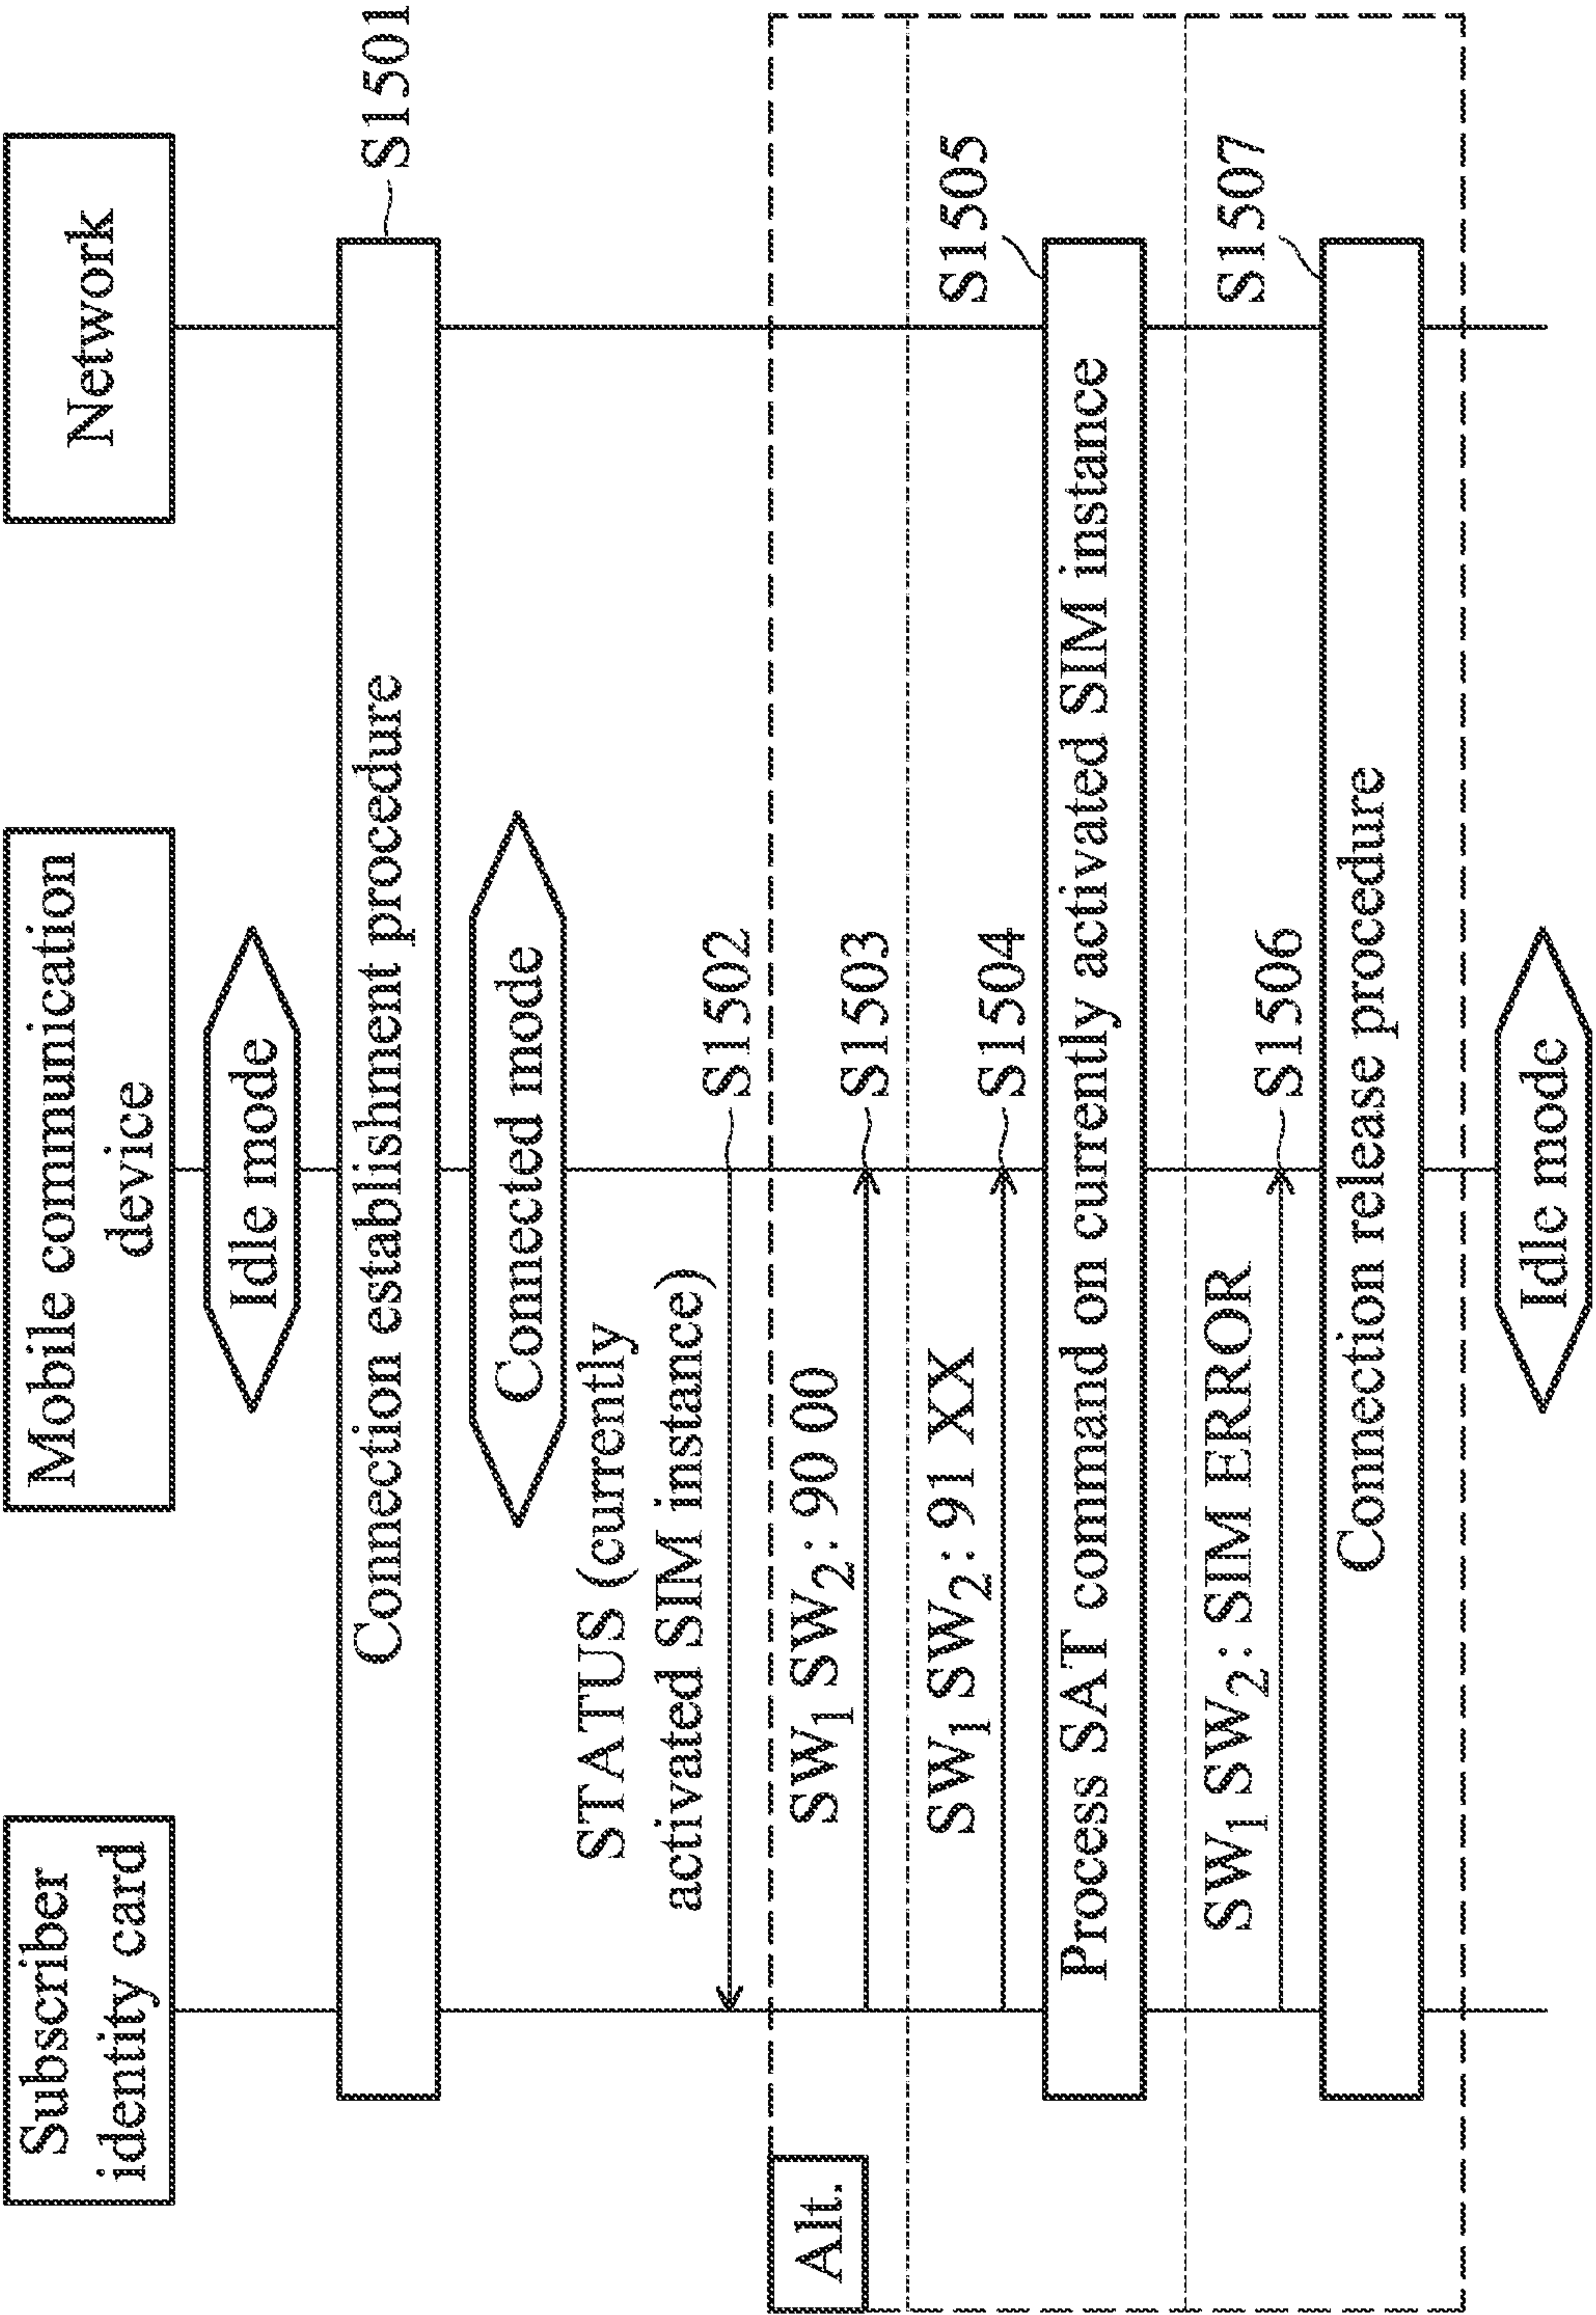 Subscriber
identity card
Mobile communication
device
Network
Idle mode
Connection establishment procedure
S1501
Connected mode
STATUS (currently
activated SIM instance)
S1502
Alt.
SW1 SW2: 90 00
S1503
SW1 SW2: 91 XX
S1504
S1505
Process SAT command on currently activated SIM instance
SW1 SW2: SIM ERROR
S1506
S1507
Connection release procedure
Idle mode